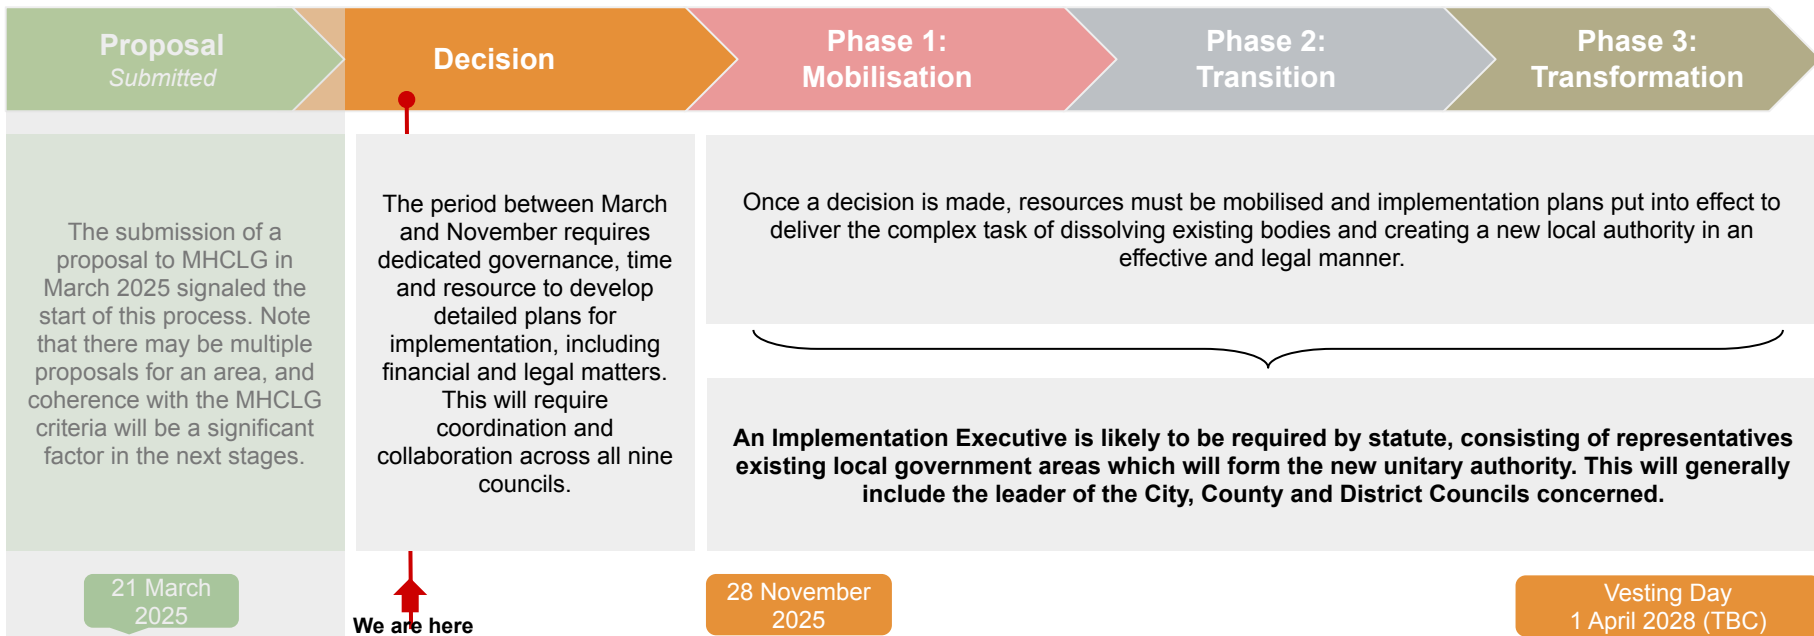 Proposal
Submitted
Decision
Phase 1:
Mobilisation
Phase 2:
Transition
Phase 3:
Transformation
The submission of a
proposal to MHCLG in
March 2025 signaled the
start of this process. Note
that there may be multiple
proposals for an area, and
coherence with the MHCLG
criteria will be a significant
factor in the next stages.
The period between March
and November requires
dedicated governance, time
and resource to develop
detailed plans for
implementation, including
financial and legal matters.
This will require
coordination and
collaboration across all nine
councils.
Once a decision is made, resources must be mobilised and implementation plans put into effect to
deliver the complex task of dissolving existing bodies and creating a new local authority in an
effective and legal manner.
An Implementation Executive is likely to be required by statute, consisting of representatives
existing local government areas which will form the new unitary authority. This will generally
include the leader of the City, County and District Councils concerned.
21 March
2025
We are here
28 November
2025
Vesting Day
1 April 2028 (TBC)